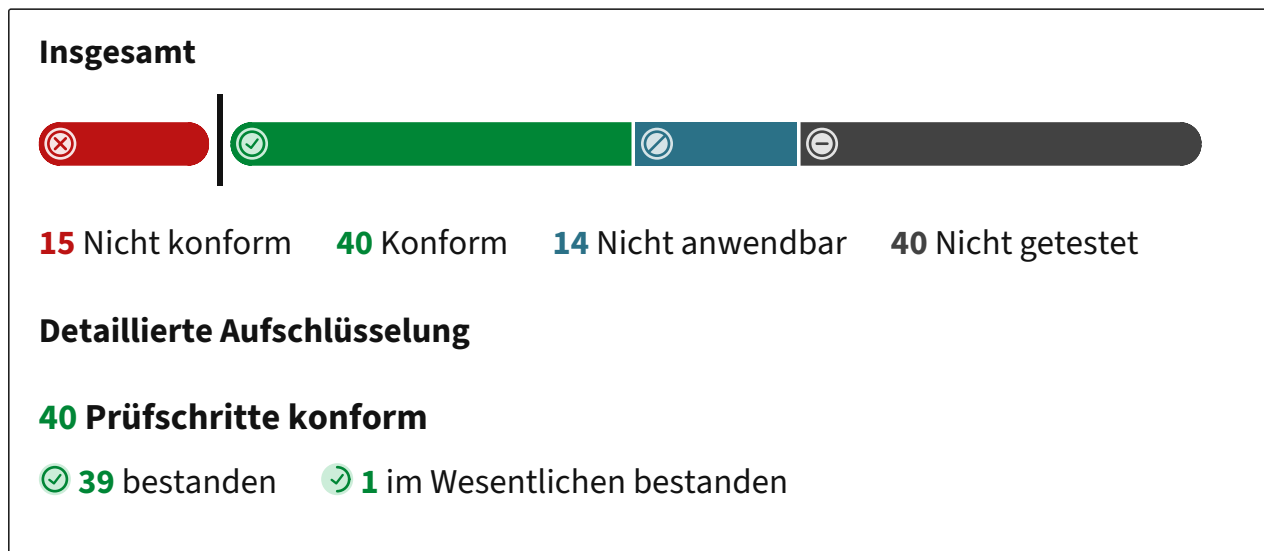 Insgesamt
15 Nicht konform 40 Konform 14 Nicht anwendbar 40 Nicht getestet
Detaillierte Aufschlüsselung
40 Prüfschritte konform
39 bestanden 1 im Wesentlichen bestanden